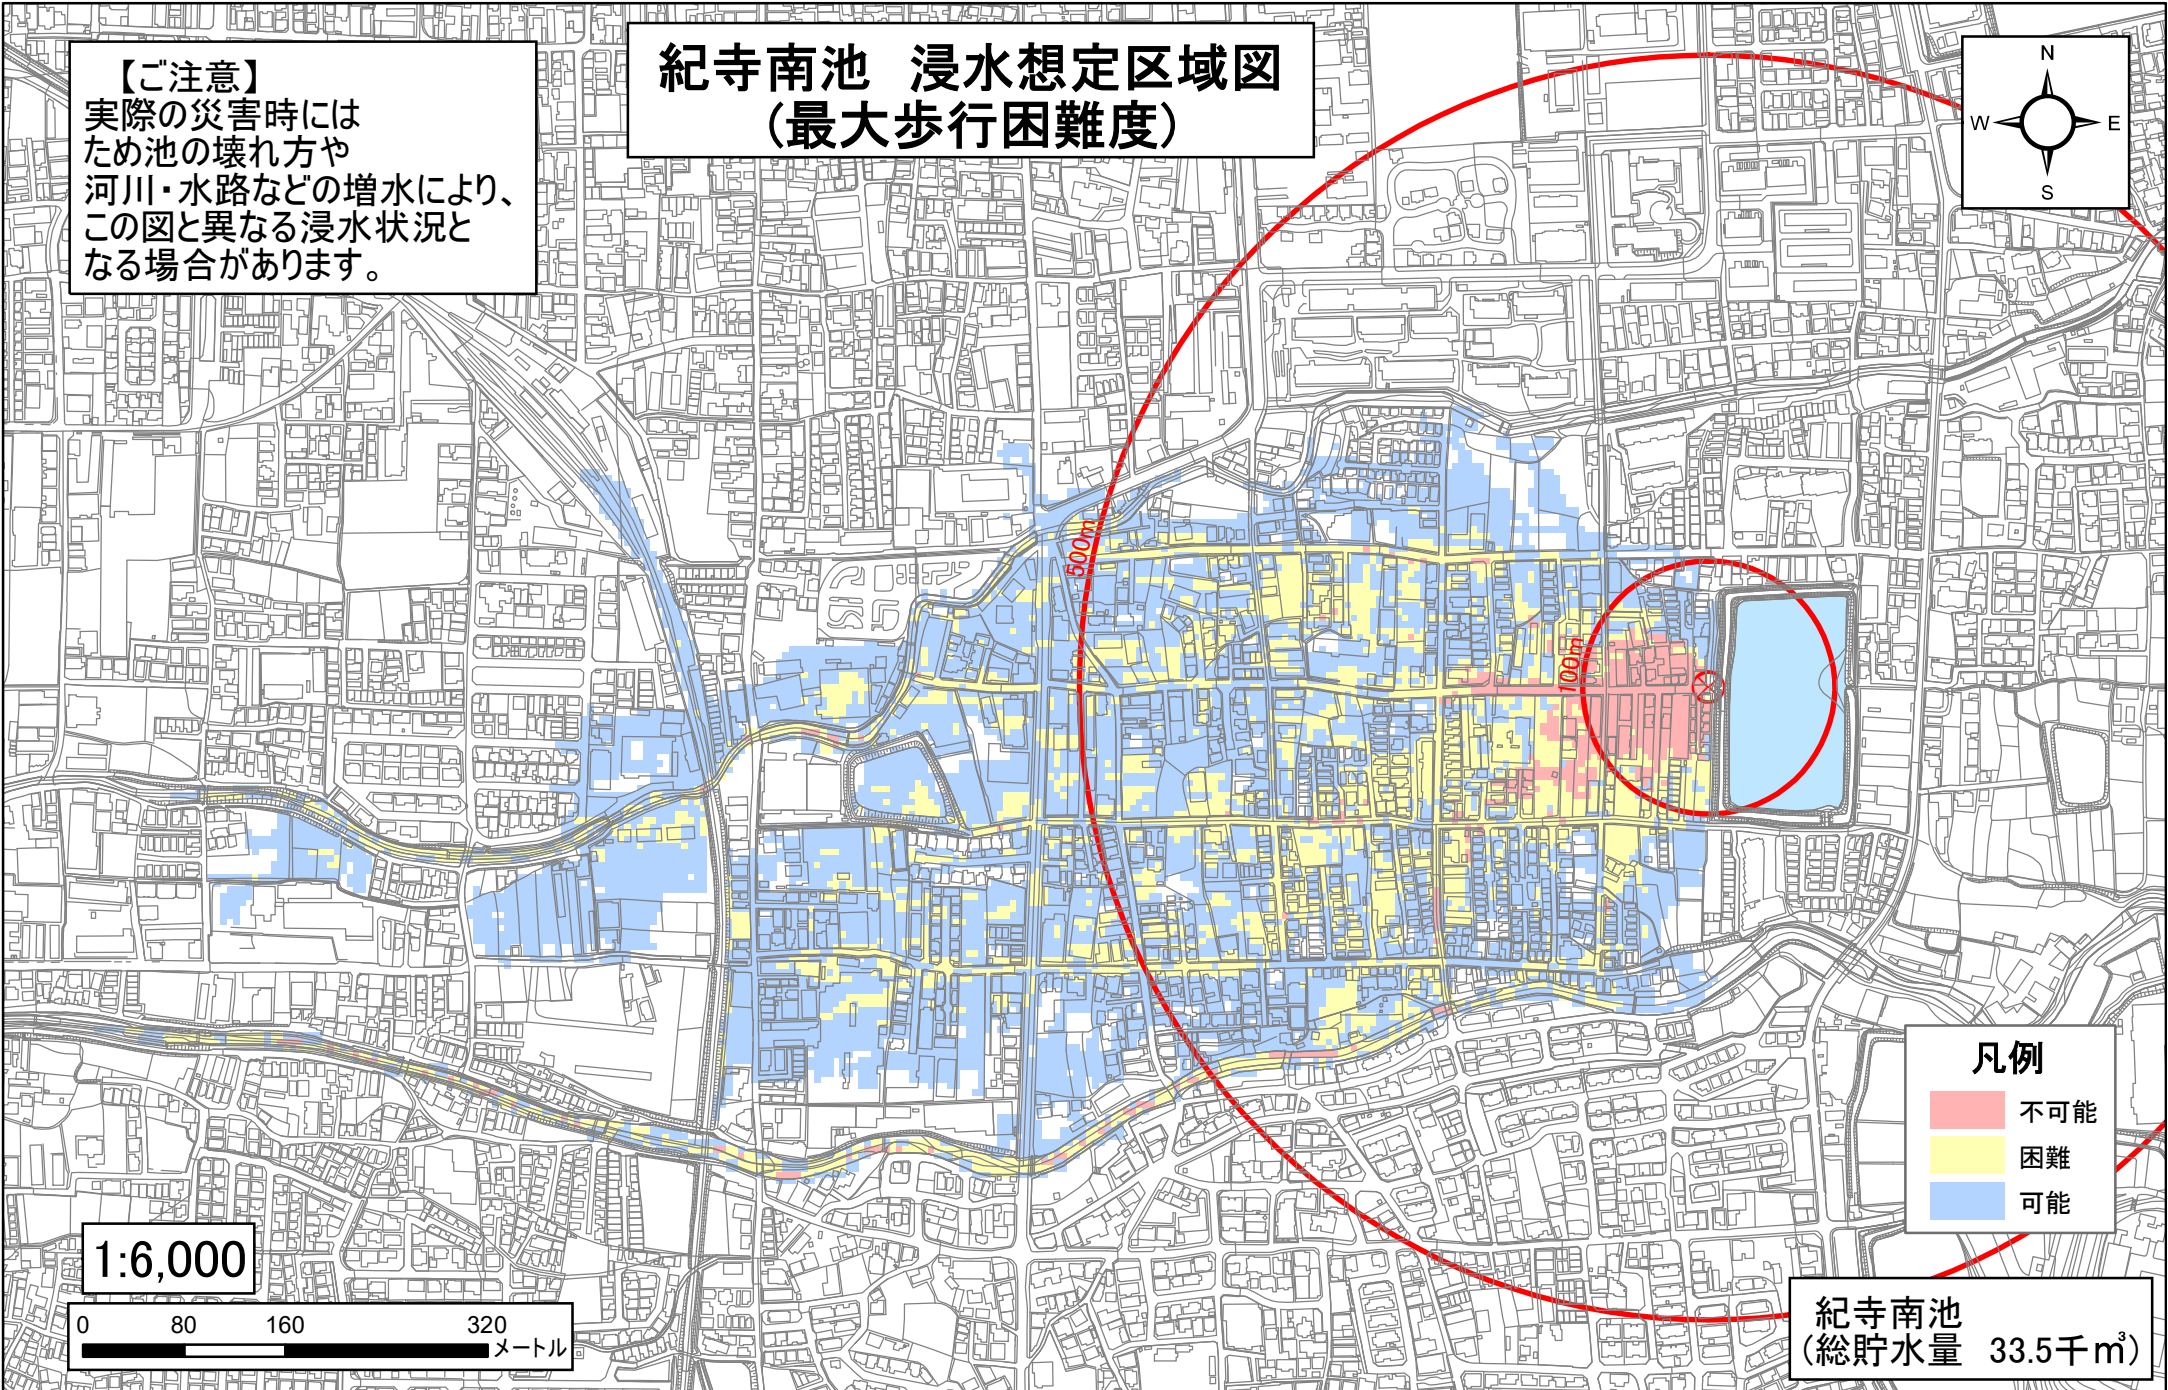 【ご注意】
実際の災害時には
ため池の壊れ方や
河川・水路などの増水により、
この図と異なる浸水状況と
なる場合があります。
紀寺南池　浸水想定区域図
(最大歩行困難度)
N
W E
S
500m
100m
凡例
不可能
困難
可能
1:6,000
0 80 160 320
メートル
紀寺南池
(総貯水量　33.5千㎥)